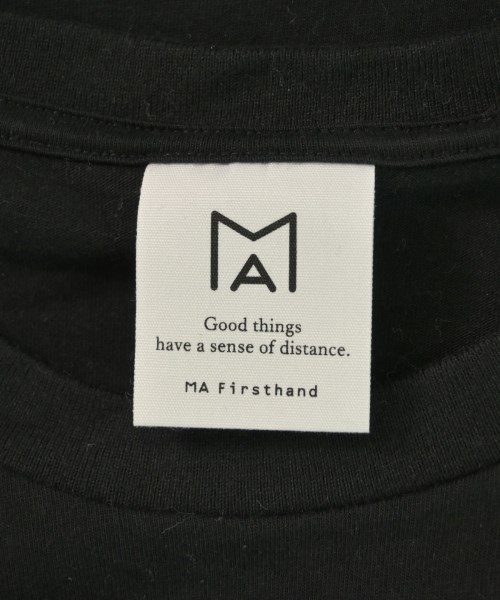 MA
Good things
have a sense of distance.
MA Firsthand